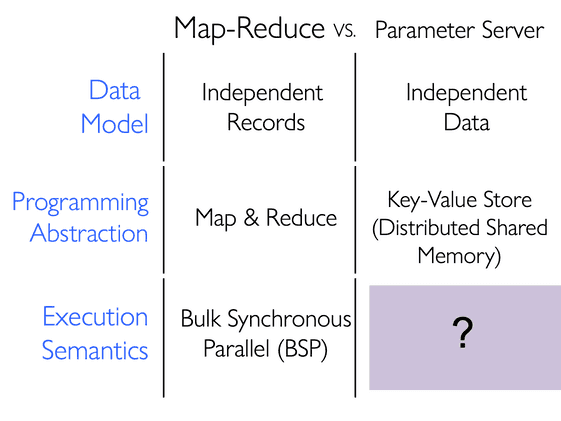 Map-Reduce vs. Parameter Server
Data
Model
Independent
Records
Independent
Data
Programming
Abstraction
Map & Reduce
Key-Value Store
(Distributed Shared
Memory)
Execution
Semantics
Bulk Synchronous
Parallel (BSP)
?